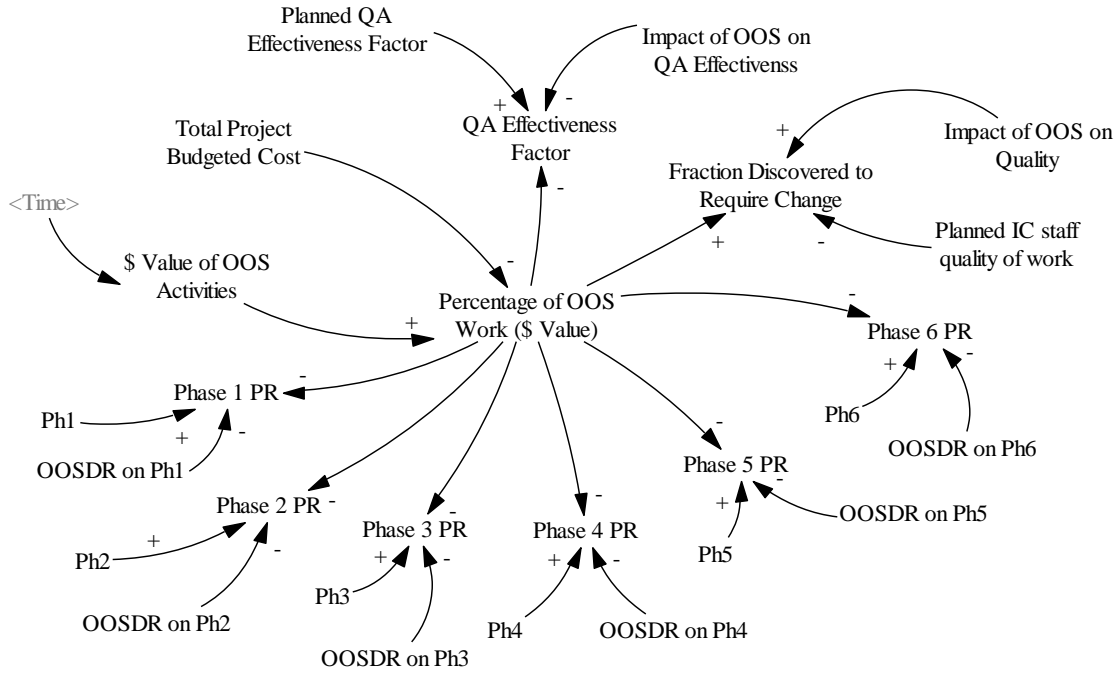 Planned QA
Effectiveness Factor
Impact of OOS on
QA Effectivenss
+
-
QA Effectiveness
Factor
Total Project
Budgeted Cost
+
Impact of OOS on
Quality
Fraction Discovered to
Require Change
-
<Time>
+
-
Planned IC staff
quality of work
$ Value of OOS
Activities
-
Percentage of OOS
Work ($ Value)
+
-
Phase 6 PR
-
Phase 1 PR
+
-
Ph1
+
-
Ph6
OOSDR on Ph1
OOSDR on Ph6
-
Phase 5 PR
Phase 2 PR
-
-
-
+
-
OOSDR on Ph5
Phase 3 PR
Phase 4 PR
+
-
Ph2
+
-
+
-
Ph5
Ph3
OOSDR on Ph2
Ph4
OOSDR on Ph4
OOSDR on Ph3